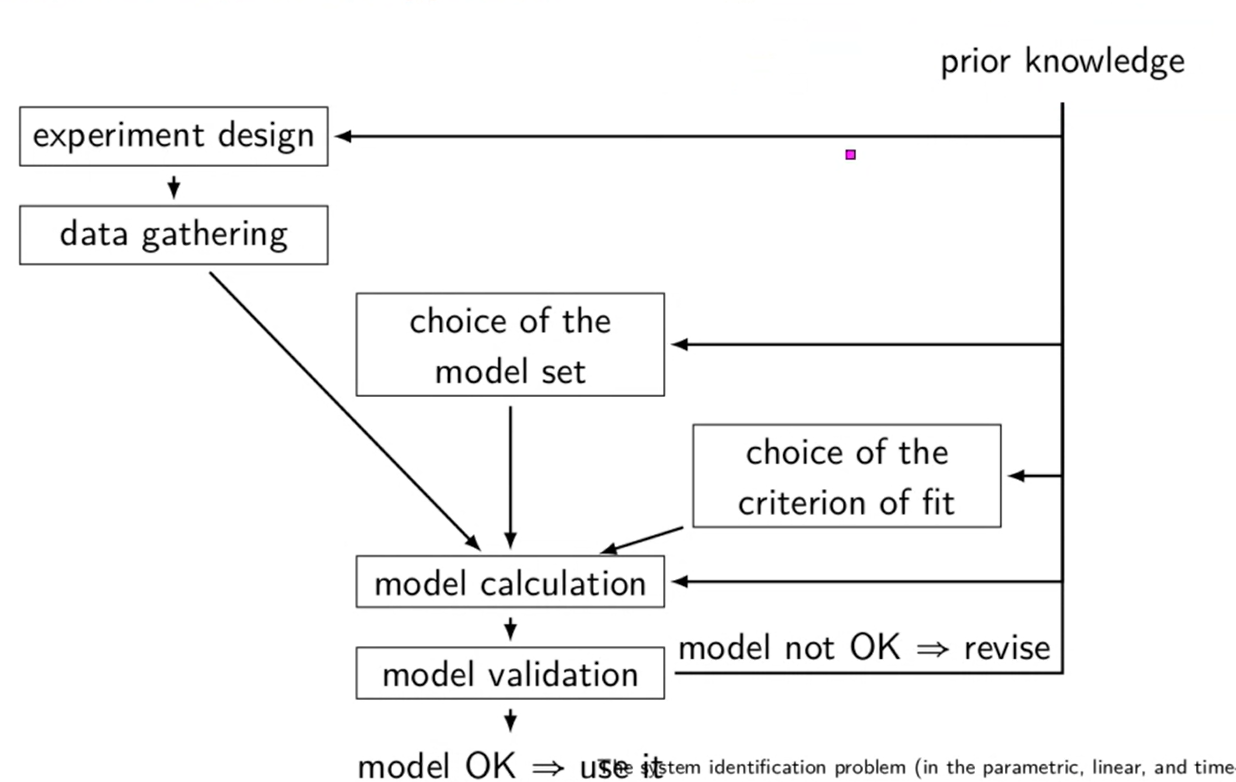 prior knowledge
experiment design
data gathering
choice of the
model set
choice of the
criterion of fit
model calculation
model not OK ⇒ revise
model validation
model OK ⇒ use it
The system identification problem (in the parametric, linear, and time-